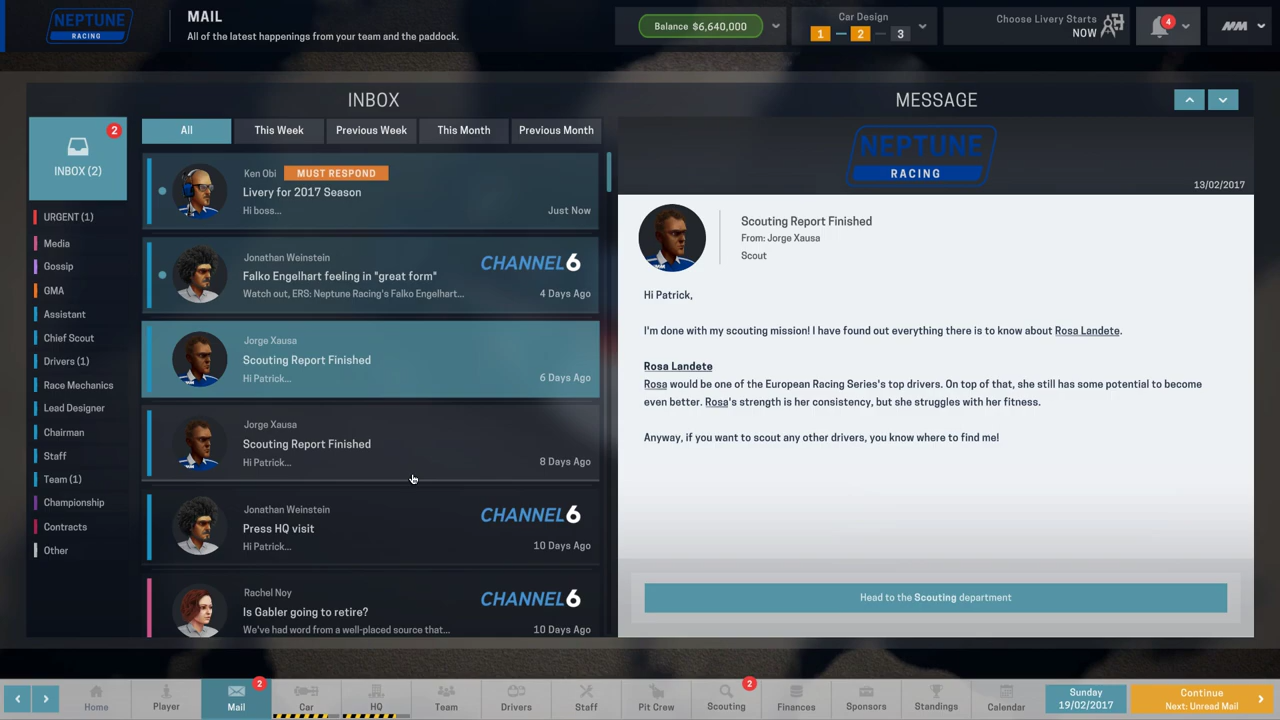 NEPTUNE
RACING
MAIL
All of the latest happenings from your team and the paddock.
Balance $6,640,000
Car Design
1 2 3
Choose Livery Starts
NOW
4
INBOX
MESSAGE
2
INBOX (2)
URGENT (1)
Media
Gossip
GMA
Assistant
Chief Scout
Drivers (1)
Race Mechanics
Lead Designer
Chairman
Staff
Team (1)
Championship
Contracts
Other
All
This Week
Previous Week
This Month
Previous Month
Ken Obi MUST RESPOND
Livery for 2017 Season
Hi boss...
Just Now
Jonathan Weinstein
CHANNEL6
Falko Engelhart feeling in "great form"
Watch out, ERS: Neptune Racing's Falko Engelhart...
4 Days Ago
Jorge Xausa
Scouting Report Finished
Hi Patrick...
6 Days Ago
Jorge Xausa
Scouting Report Finished
Hi Patrick...
8 Days Ago
Jonathan Weinstein
CHANNEL6
Press HQ visit
Hi Patrick...
10 Days Ago
Rachel Noy
CHANNEL6
Is Gabler going to retire?
We've had word from a well-placed source that...
10 Days Ago
NEPTUNE
RACING
13/02/2017
Scouting Report Finished
From: Jorge Xausa
Scout
Hi Patrick,
I'm done with my scouting mission! I have found out everything there is to know about Rosa Landete.
Rosa Landete
Rosa would be one of the European Racing Series's top drivers. On top of that, she still has some potential to become
even better. Rosa's strength is her consistency, but she struggles with her fitness.
Anyway, if you want to scout any other drivers, you know where to find me!
Head to the Scouting department
Home
Player
Mail
2
Car
HQ
Team
Drivers
Staff
Pit Crew
Scouting
2
Finances
Sponsors
Standings
Calendar
Sunday
19/02/2017
Continue
Next: Unread Mail